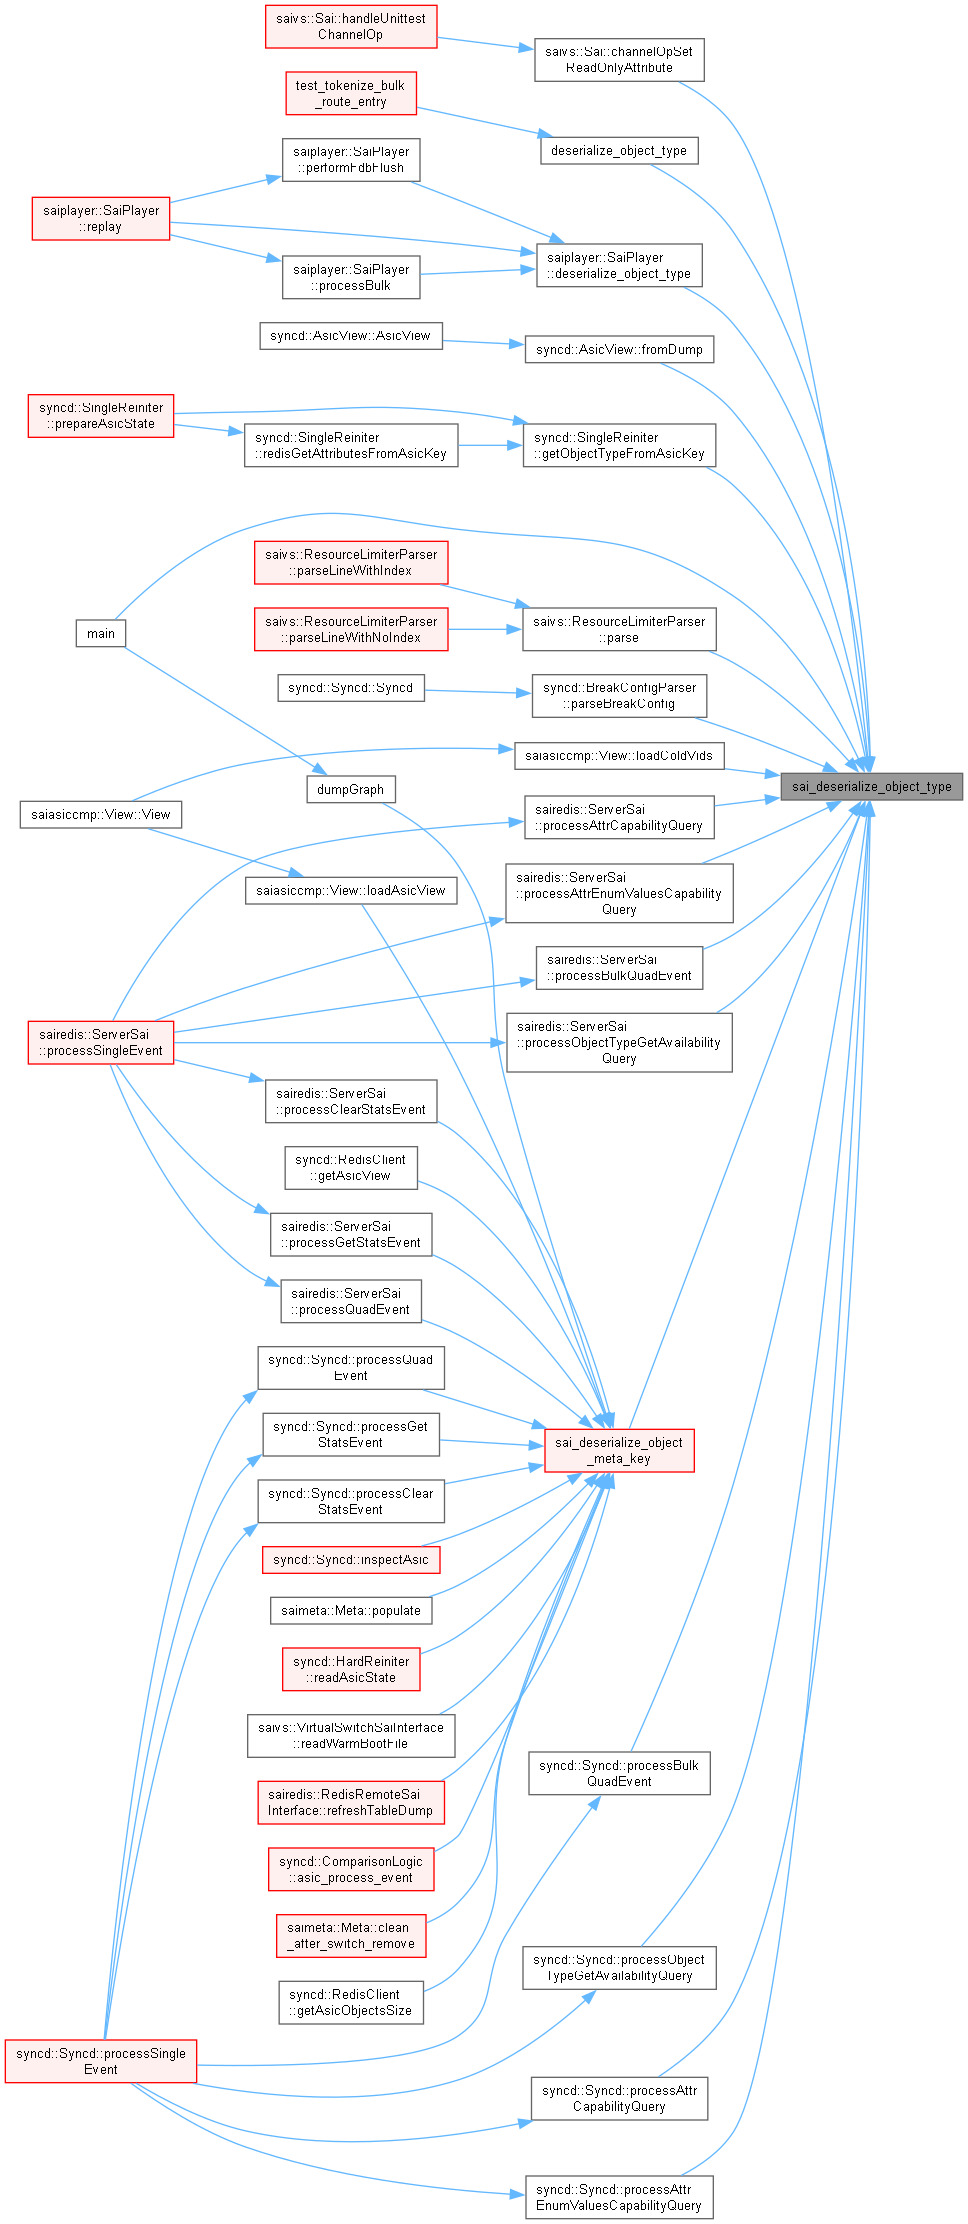 saivs::Sai::handleUnittest
ChannelOp
saivs::Sai::channelOpSet
ReadOnlyAttribute
test_tokenize_bulk
_route_entry
deserialize_object_type
saiplayer::SaiPlayer
::performFdbFlush
saiplayer::SaiPlayer
::replay
saiplayer::SaiPlayer
::deserialize_object_type
saiplayer::SaiPlayer
::processBulk
syncd::AsicView::AsicView
syncd::AsicView::fromDump
syncd::SingleReiniter
::prepareAsicState
syncd::SingleReiniter
::redisGetAttributesFromAsicKey
syncd::SingleReiniter
::getObjectTypeFromAsicKey
saivs::ResourceLimiterParser
::parseLineWithIndex
main
saivs::ResourceLimiterParser
::parseLineWithNoIndex
saivs::ResourceLimiterParser
::parse
syncd::Syncd::Syncd
syncd::BreakConfigParser
::parseBreakConfig
saiasiccmp::View::loadColdVids
dumpGraph
sai_deserialize_object_type
saiasiccmp::View::View
sairedis::ServerSai
::processAttrCapabilityQuery
saiasiccmp::View::loadAsicView
sairedis::ServerSai
::processAttrEnumValuesCapability
Query
sairedis::ServerSai
::processBulkQuadEvent
sairedis::ServerSai
::processSingleEvent
sairedis::ServerSai
::processObjectTypeGetAvailability
Query
sairedis::ServerSai
::processClearStatsEvent
syncd::RedisClient
::getAsicView
sairedis::ServerSai
::processGetStatsEvent
sairedis::ServerSai
::processQuadEvent
syncd::Syncd::processQuad
Event
syncd::Syncd::processGet
StatsEvent
sai_deserialize_object
_meta_key
syncd::Syncd::processClear
StatsEvent
syncd::Syncd::inspectAsic
saimeta::Meta::populate
syncd::HardReiniter
::readAsicState
saivs::VirtualSwitchSaiInterface
::readWarmBootFile
syncd::Syncd::processBulk
QuadEvent
sairedis::RedisRemoteSai
Interface::refreshTableDump
syncd::ComparisonLogic
::asic_process_event
saimeta::Meta::clean
_after_switch_remove
syncd::Syncd::processObject
TypeGetAvailabilityQuery
syncd::RedisClient
::getAsicObjectsSize
syncd::Syncd::processSingle
Event
syncd::Syncd::processAttr
CapabilityQuery
syncd::Syncd::processAttr
EnumValuesCapabilityQuery